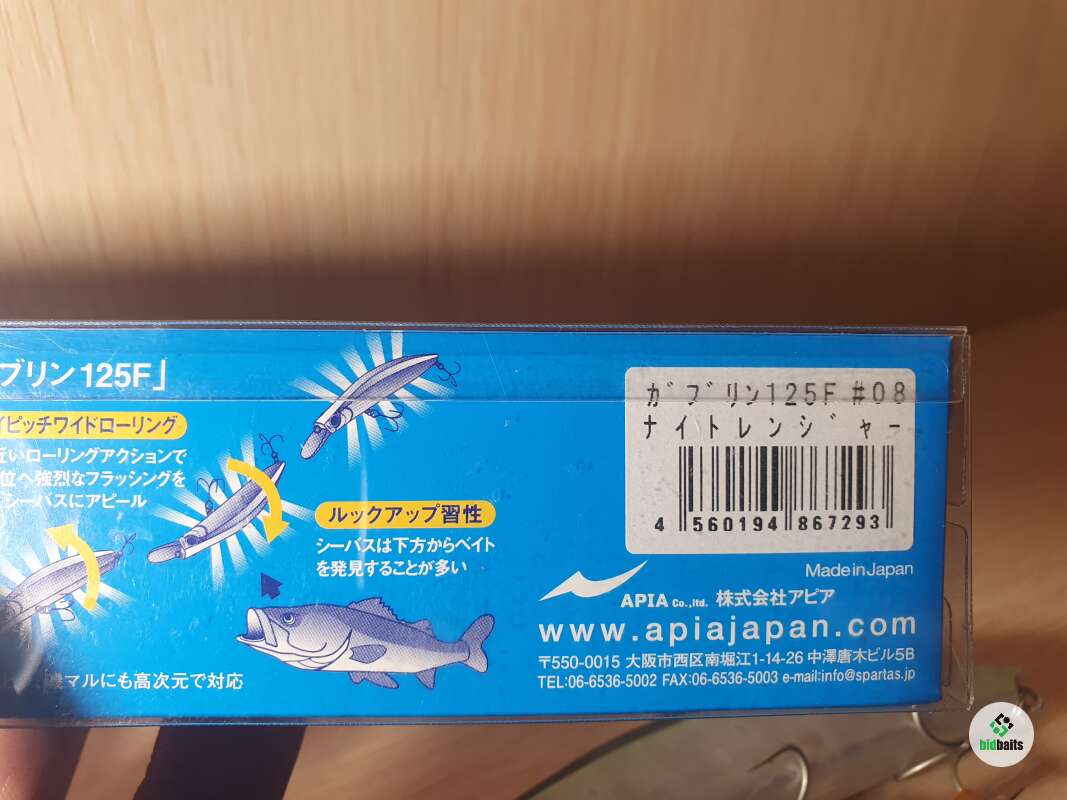 ブリン125F」
イピッチワイドローリング
近いローリングアクションで
位へ強烈なフラッシングを
シーバスにアピール
ルックアップ習性
シーバスは下方からベイト
を発見することが多い
マルにも高次元で対応
ガブリン125F #08
ナイトレンジャー
4 560194 867293
Made in Japan
APIA Co.,ltd. 株式会社アピア
www.apiajapan.com
〒550-0015 大阪市西区南堀江1-14-26 中澤唐木ビル5B
TEL:06-6536-5002 FAX:06-6536-5003 e-mail:info@spartas.jp
bidbaits